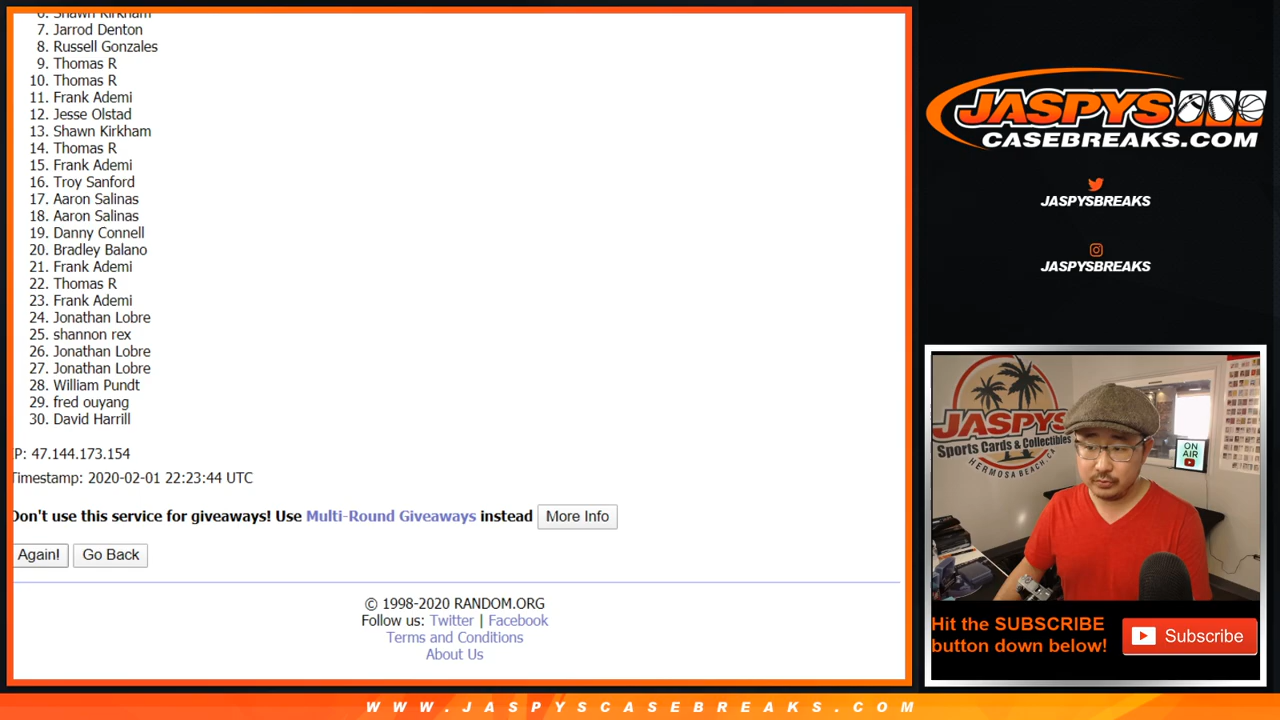 6. Shawn Kirkham
7. Jarrod Denton
8. Russell Gonzales
9. Thomas R
10. Thomas R
11. Frank Ademi
12. Jesse Olstad
13. Shawn Kirkham
14. Thomas R
15. Frank Ademi
16. Troy Sanford
17. Aaron Salinas
18. Aaron Salinas
19. Danny Connell
20. Bradley Balano
21. Frank Ademi
22. Thomas R
23. Frank Ademi
24. Jonathan Lobre
25. shannon rex
26. Jonathan Lobre
27. Jonathan Lobre
28. William Pundt
29. fred ouyang
30. David Harrill
IP: 47.144.173.154
Timestamp: 2020-02-01 22:23:44 UTC
Don't use this service for giveaways! Use Multi-Round Giveaways instead More Info
Again! Go Back
© 1998-2020 RANDOM.ORG
Follow us: Twitter | Facebook
Terms and Conditions
About Us
JASPYS
CASEBREAKS.COM
JASPYSBREAKS
JASPYSBREAKS
JASPYS
Sports Cards & Collectibles
HERMOSA BEACH, CA
ON
AIR
Hit the SUBSCRIBE
button down below!
Subscribe
WWW.JASPYSCASEBREAKS.COM